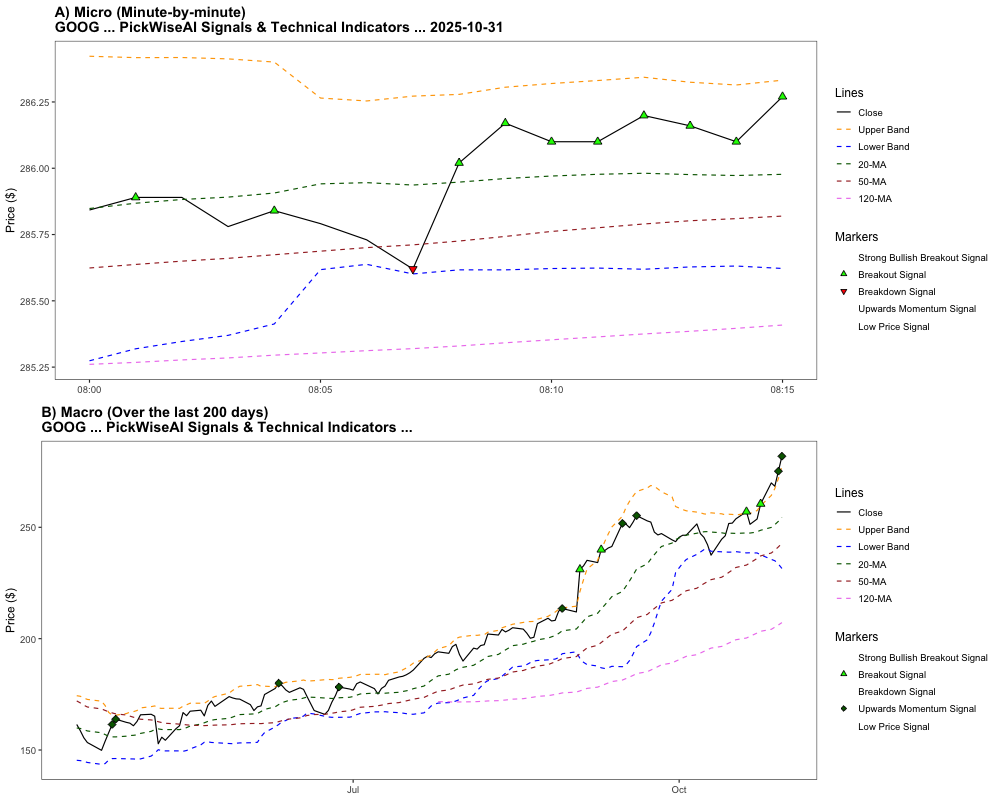 A) Micro (Minute-by-minute)
GOOG ... PickWiseAI Signals & Technical Indicators ... 2025-10-31
Price ($)
286.25
286.00
285.75
285.50
285.25
08:00
08:05
08:10
08:15
Lines
Close
Upper Band
Lower Band
20-MA
50-MA
120-MA
Markers
Strong Bullish Breakout Signal
Breakout Signal
Breakdown Signal
Upwards Momentum Signal
Low Price Signal
B) Macro (Over the last 200 days)
GOOG ... PickWiseAI Signals & Technical Indicators ...
Price ($)
250
200
150
Jul
Oct
Lines
Close
Upper Band
Lower Band
20-MA
50-MA
120-MA
Markers
Strong Bullish Breakout Signal
Breakout Signal
Breakdown Signal
Upwards Momentum Signal
Low Price Signal